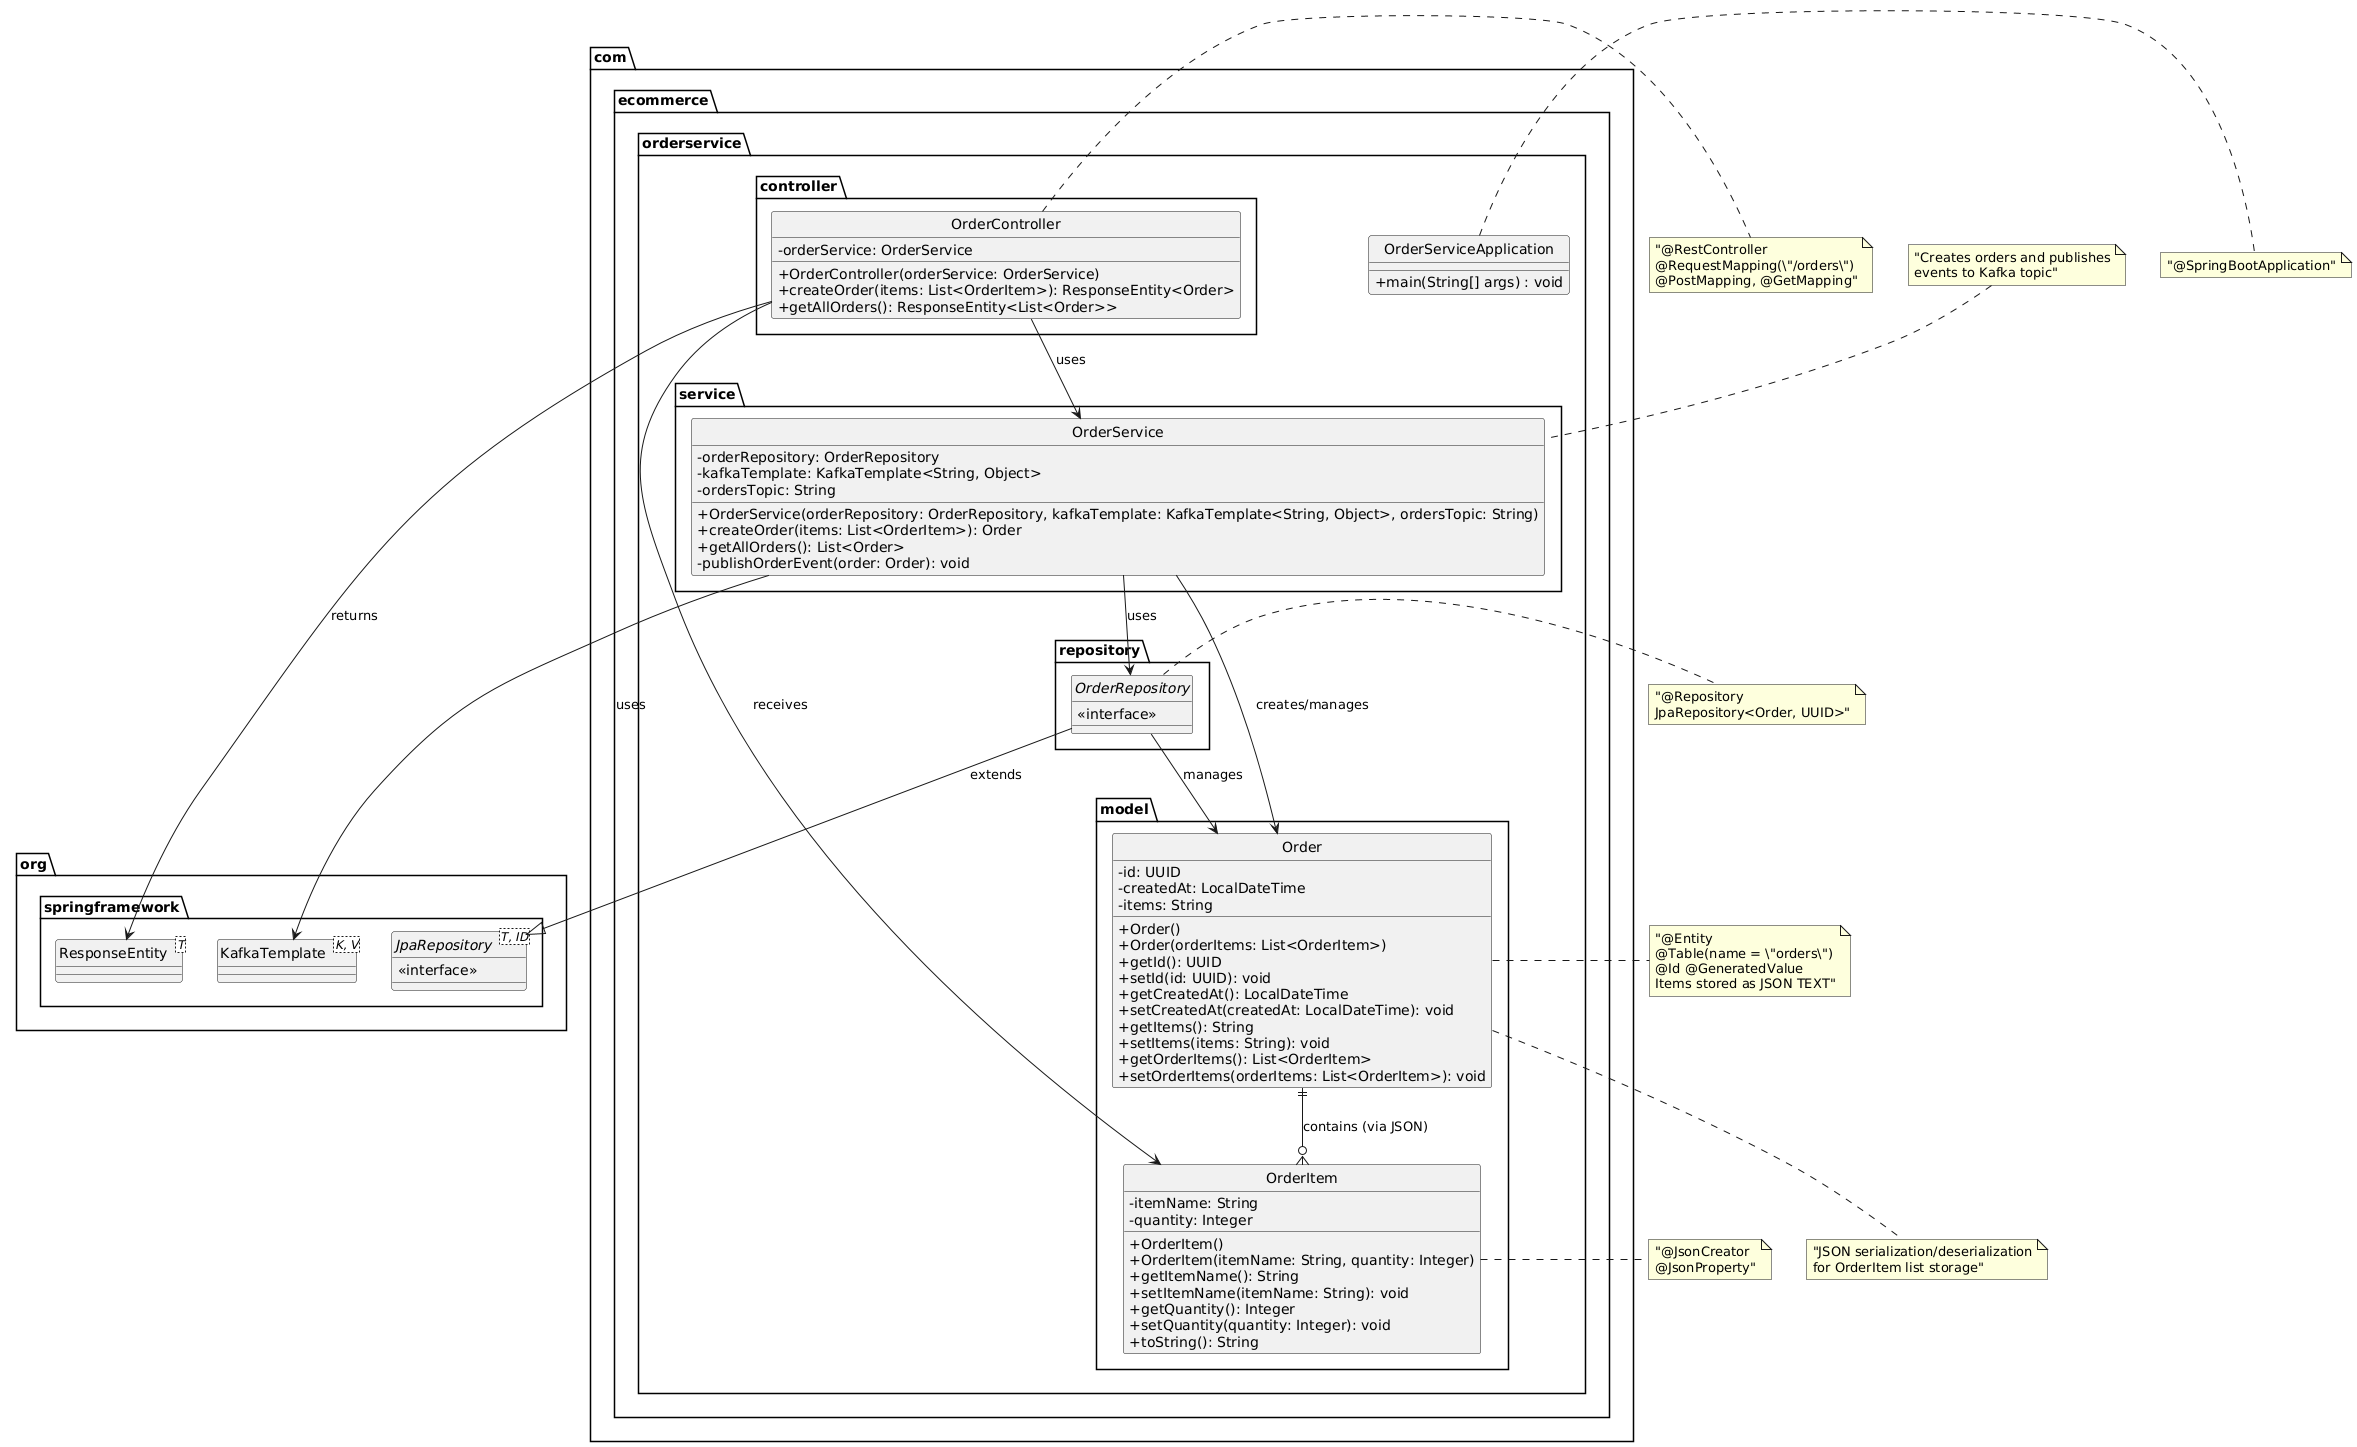 com
ecommerce
orderservice
controller
OrderController
-orderService: OrderService
+OrderController(orderService: OrderService)
+createOrder(items: List<OrderItem>): ResponseEntity<Order>
+getAllOrders(): ResponseEntity<List<Order>>
OrderServiceApplication
+main(String[] args) : void
"@RestController
@RequestMapping(\"/orders\")
@PostMapping, @GetMapping"
"Creates orders and publishes
events to Kafka topic"
"@SpringBootApplication"
uses
service
OrderService
-orderRepository: OrderRepository
-kafkaTemplate: KafkaTemplate<String, Object>
-ordersTopic: String
+OrderService(orderRepository: OrderRepository, kafkaTemplate: KafkaTemplate<String, Object>, ordersTopic: String)
+createOrder(items: List<OrderItem>): Order
+getAllOrders(): List<Order>
-publishOrderEvent(order: Order): void
returns
uses
repository
OrderRepository
«interface»
"@Repository
JpaRepository<Order, UUID>"
uses
receives
creates/manages
extends
manages
org
springframework
ResponseEntity
T
KafkaTemplate
K, V
JpaRepository
T, ID
«interface»
model
Order
-id: UUID
-createdAt: LocalDateTime
-items: String
+Order()
+Order(orderItems: List<OrderItem>)
+getId(): UUID
+setId(id: UUID): void
+getCreatedAt(): LocalDateTime
+setCreatedAt(createdAt: LocalDateTime): void
+getItems(): String
+setItems(items: String): void
+getOrderItems(): List<OrderItem>
+setOrderItems(orderItems: List<OrderItem>): void
"@Entity
@Table(name = \"orders\")
@Id @GeneratedValue
Items stored as JSON TEXT"
contains (via JSON)
OrderItem
-itemName: String
-quantity: Integer
+OrderItem()
+OrderItem(itemName: String, quantity: Integer)
+getItemName(): String
+setItemName(itemName: String): void
+getQuantity(): Integer
+setQuantity(quantity: Integer): void
+toString(): String
"@JsonCreator
@JsonProperty"
"JSON serialization/deserialization
for OrderItem list storage"